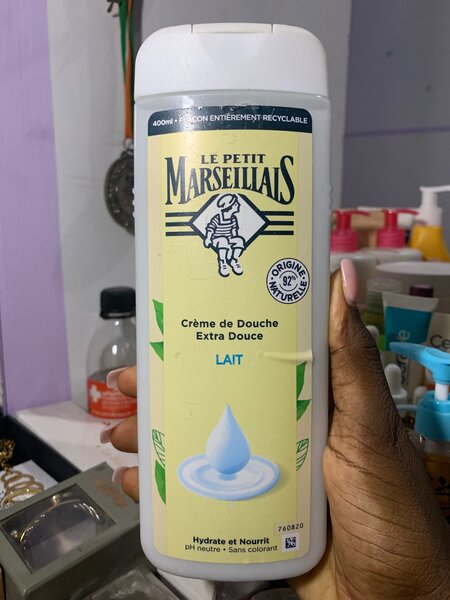 400ml • FLACON ENTIÈREMENT RECYCLABLE
LE PETIT
MARSEILLAIS
ORIGINE
92%
NATURELLE
Crème de Douche
Extra Douce
LAIT
760820
Hydrate et Nourrit
pH neutre • Sans colorant